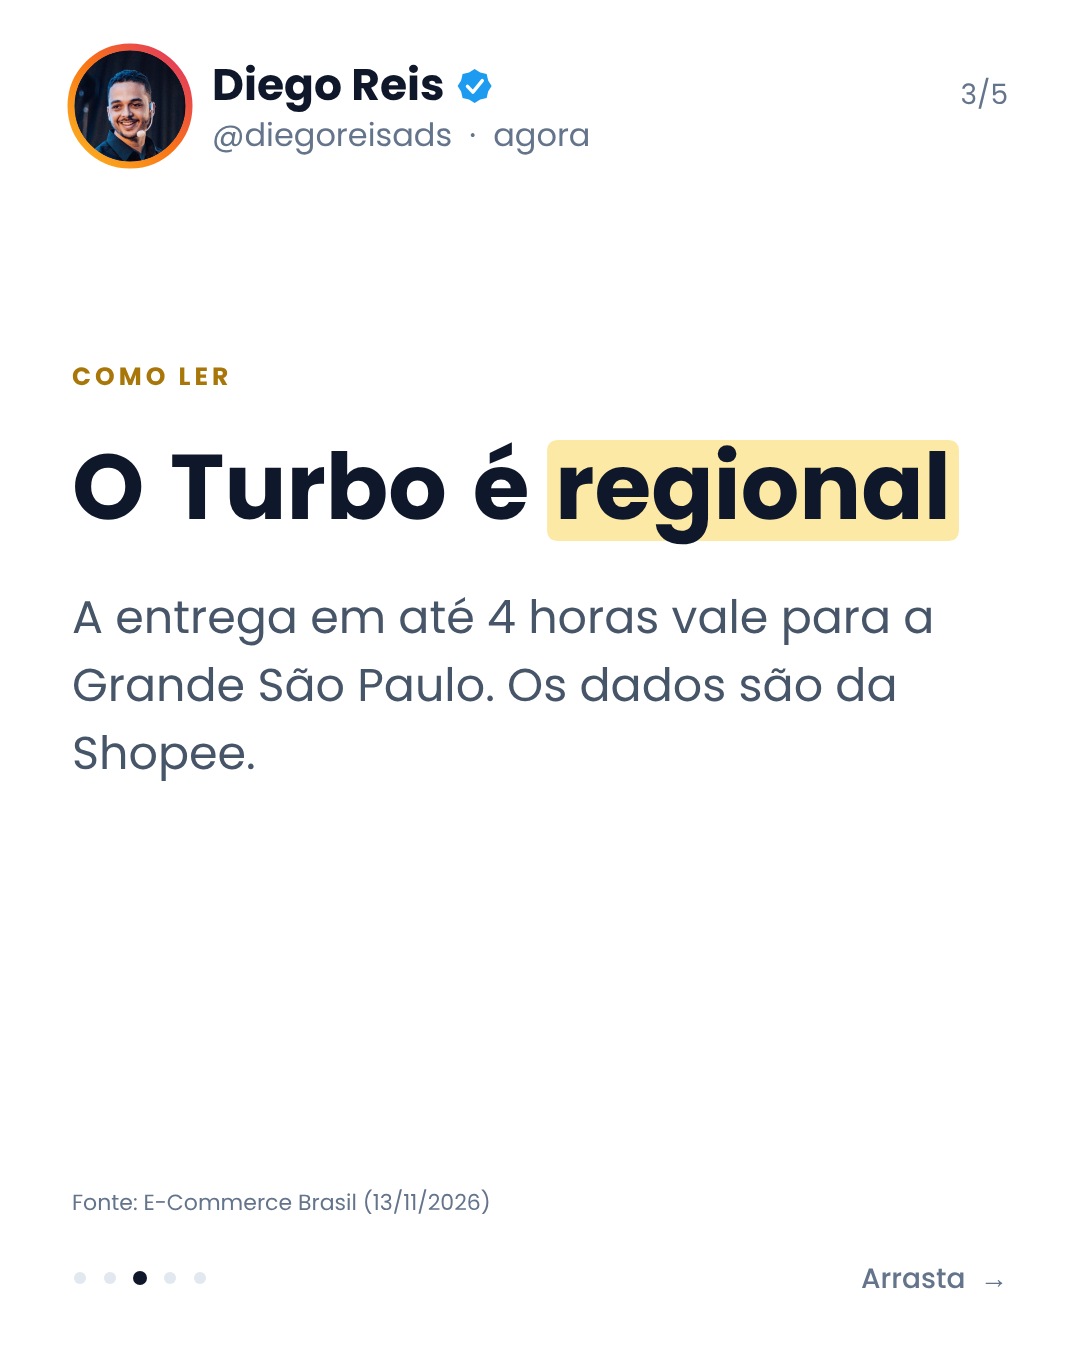 Diego Reis
@diegoreisads · agora
3/5
COMO LER
O Turbo é regional
A entrega em até 4 horas vale para a
Grande São Paulo. Os dados são da
Shopee.
Fonte: E-Commerce Brasil (13/11/2026)
Arrasta →